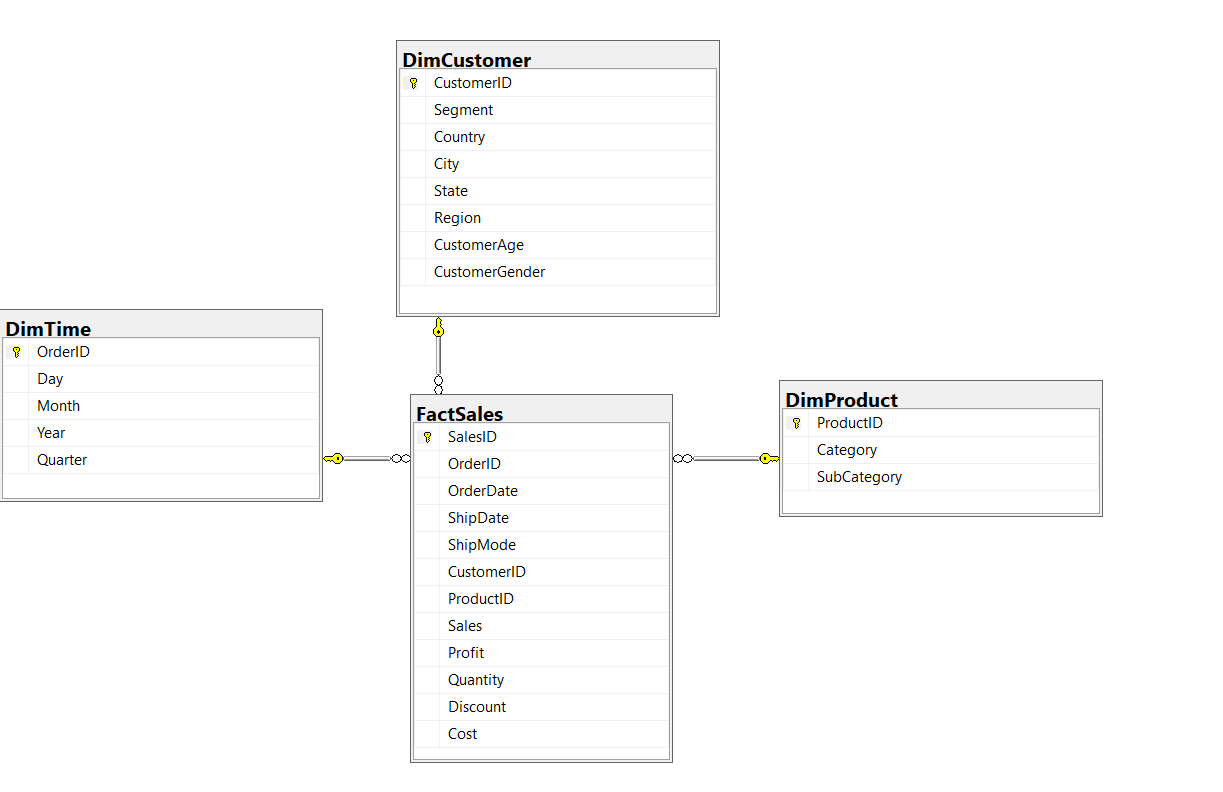 DimCustomer
CustomerID
Segment
Country
City
State
Region
CustomerAge
CustomerGender
DimTime
OrderID
Day
Month
Year
Quarter
FactSales
SalesID
OrderID
OrderDate
ShipDate
ShipMode
CustomerID
ProductID
Sales
Profit
Quantity
Discount
Cost
DimProduct
ProductID
Category
SubCategory